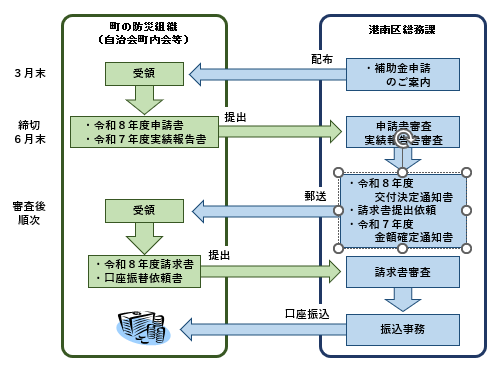 町の防災組織
（自治会町内会等）
港南区総務課
配布
３月末
受領
・補助金申請
のご案内
締切
６月末
・令和８年度申請書
・令和７年度実績報告書
提出
申請書審査
実績報告書審査
審査後
順次
受領
郵送
・令和８年度
交付決定通知書
・請求書提出依頼
・令和７年度
金額確定通知書
提出
・令和８年度請求書
・口座振替依頼書
請求書審査
口座振込
振込事務